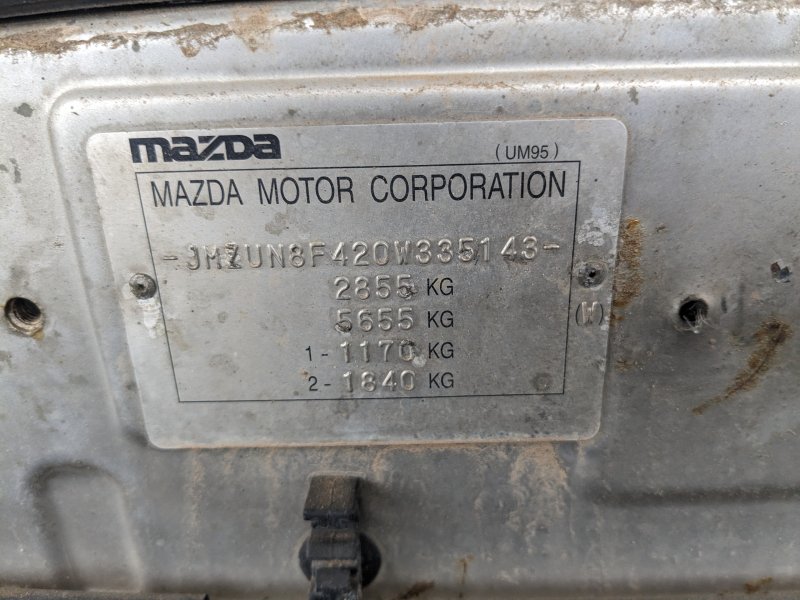 mazda
(UM95)
MAZDA MOTOR CORPORATION
-JMZUN8F420W335143-
2855 KG
5655 KG
(W)
1-1170 KG
2-1840 KG